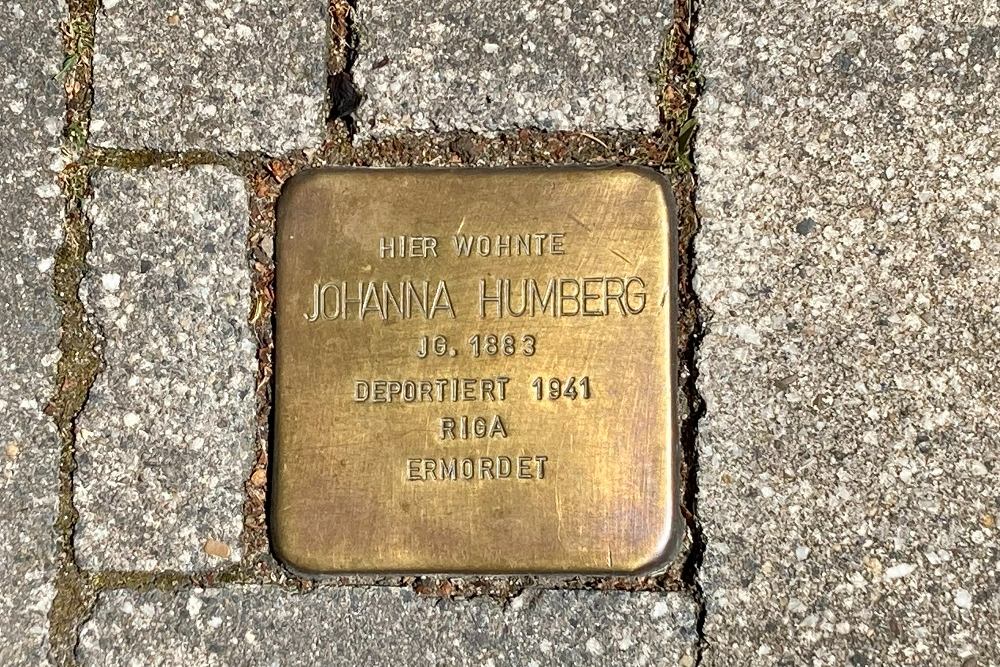 HIER WOHNTE
JOHANNA HUMBERG
JG. 1883
DEPORTIERT 1941
RIGA
ERMORDET